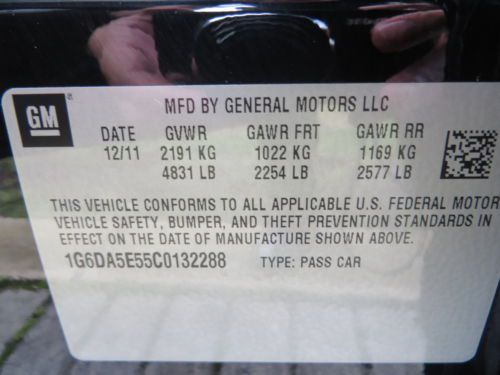 GM ®
MFD BY GENERAL MOTORS LLC
DATE GVWR GAWR FRT GAWR RR
12/11 2191 KG 1022 KG 1169 KG
4831 LB 2254 LB 2577 LB
THIS VEHICLE CONFORMS TO ALL APPLICABLE U.S. FEDERAL MOTOR
VEHICLE SAFETY, BUMPER, AND THEFT PREVENTION STANDARDS IN
EFFECT ON THE DATE OF MANUFACTURE SHOWN ABOVE.
1G6DA5E55C0132288 TYPE: PASS CAR